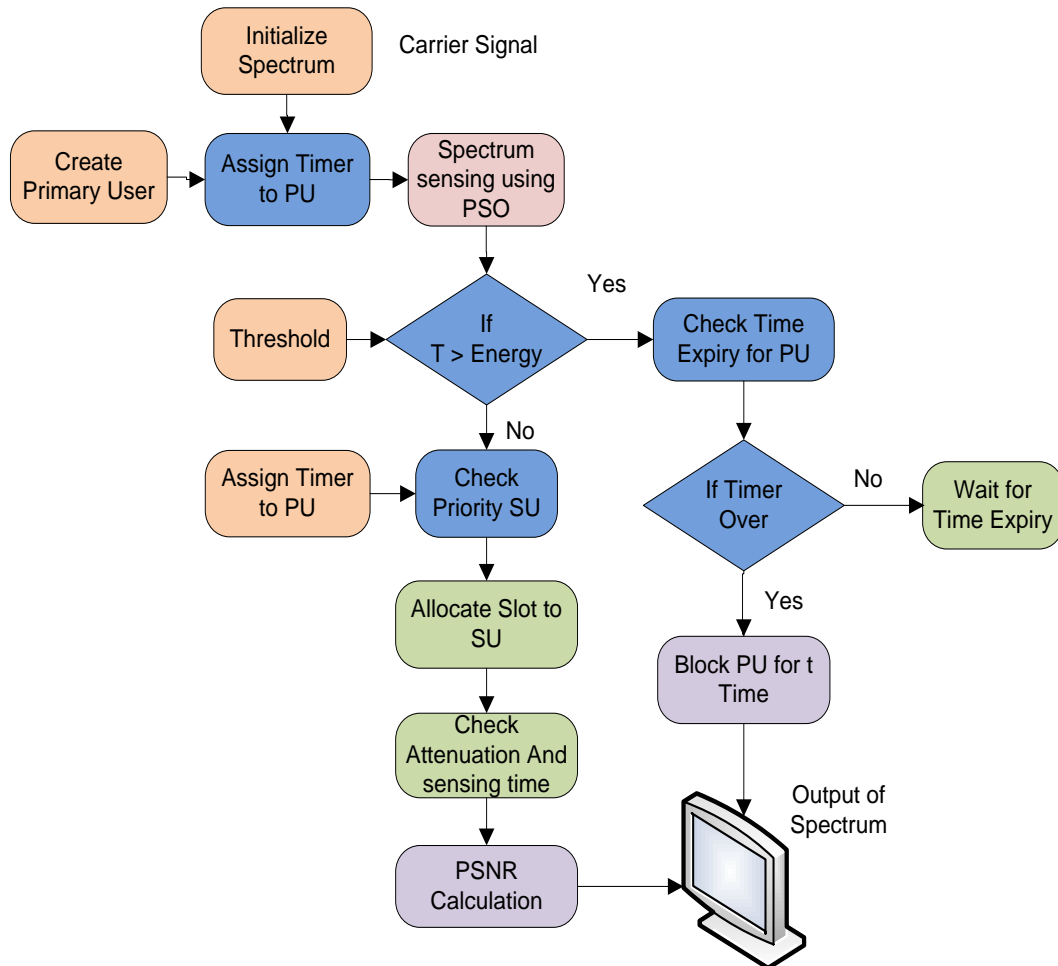 Initialize
Spectrum
Carrier Signal
Create
Primary User
Assign Timer
to PU
Spectrum
sensing using
PSO
Yes
Threshold
If
T > Energy
Check Time
Expiry for PU
No
Assign Timer
to PU
Check
Priority SU
If Timer
Over
No
Wait for
Time Expiry
Yes
Allocate Slot to
SU
Block PU for t
Time
Check
Attenuation And
sensing time
Output of
Spectrum
PSNR
Calculation